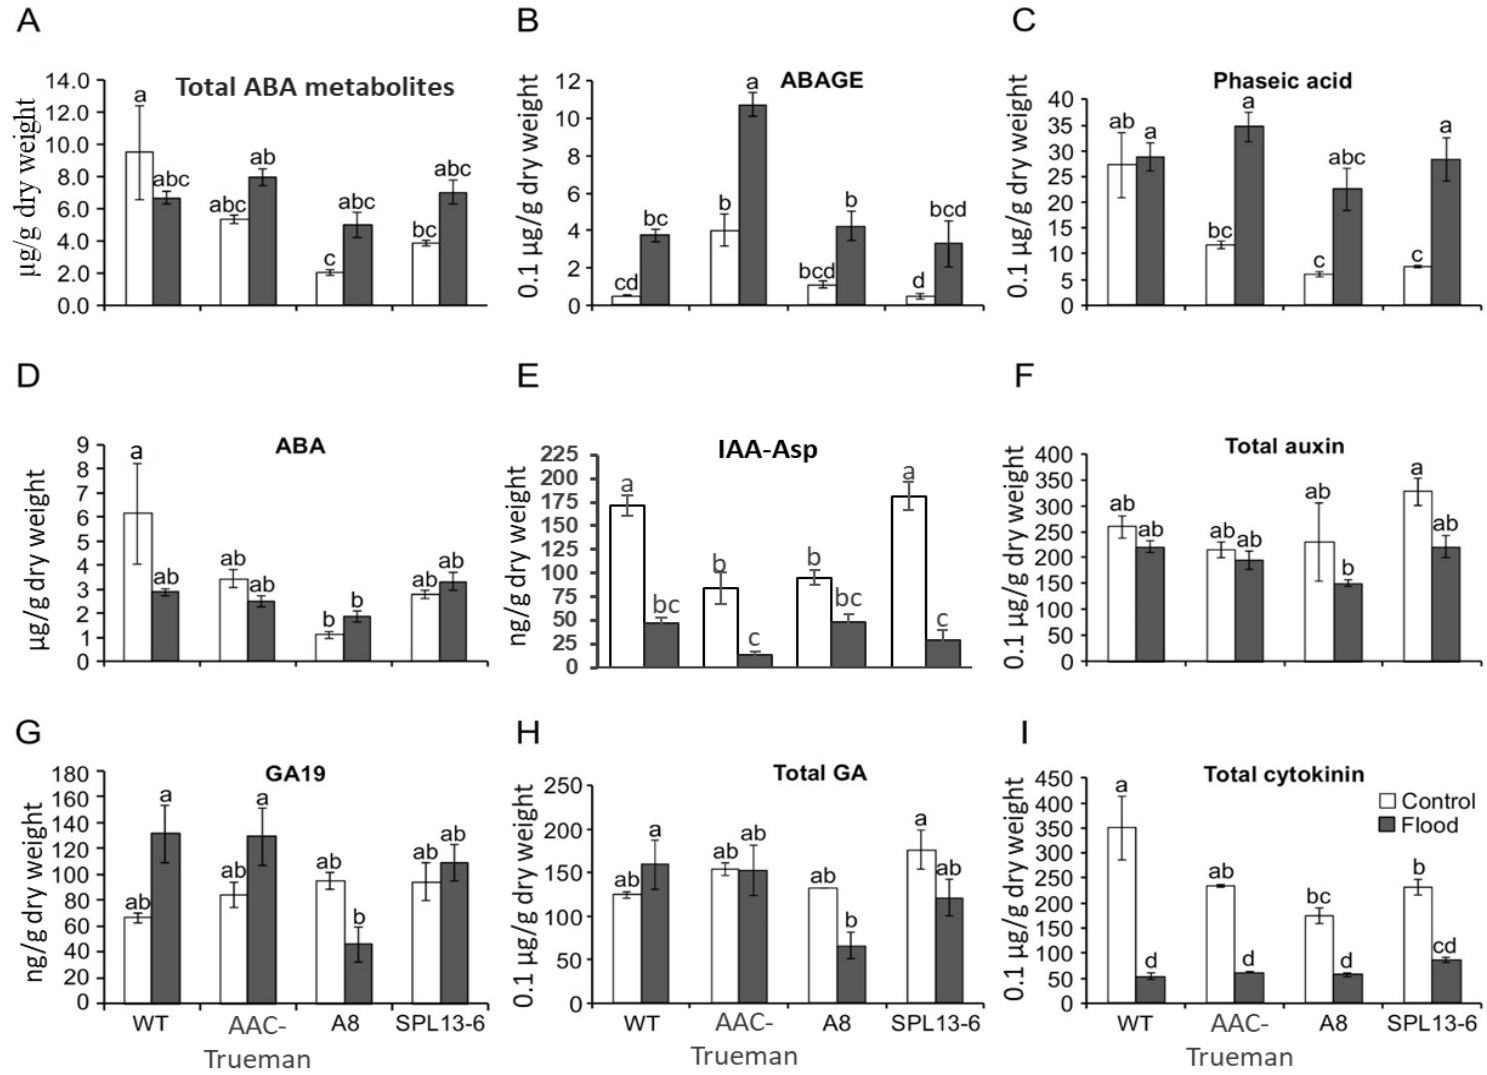 A
Total ABA metabolites
µg/g dry weight
14.0
12.0
10.0
8.0
6.0
4.0
2.0
0.0
a
abc
abc
ab
c
abc
bc
abc
B
ABAGE
0.1 µg/g dry weight
12
10
8
6
4
2
0
cd
bc
b
a
bcd
b
d
bcd
C
Phaseic acid
0.1 µg/g dry weight
40
35
30
25
20
15
10
5
0
ab
a
bc
a
c
abc
c
a
D
ABA
µg/g dry weight
9
8
7
6
5
4
3
2
1
0
a
ab
ab
ab
b
b
ab
ab
E
IAA-Asp
ng/g dry weight
225
200
175
150
125
100
75
50
25
0
a
bc
b
c
b
bc
a
c
F
Total auxin
0.1 µg/g dry weight
400
350
300
250
200
150
100
50
0
ab
ab
ab
ab
ab
b
a
ab
G
GA19
ng/g dry weight
180
160
140
120
100
80
60
40
20
0
ab
a
ab
a
ab
b
ab
ab
WT
AAC-
Trueman
A8
SPL13-6
H
Total GA
0.1 µg/g dry weight
250
200
150
100
50
0
ab
a
ab
ab
ab
b
a
ab
WT
AAC-
Trueman
A8
SPL13-6
I
Total cytokinin
Control
Flood
0.1 µg/g dry weight
450
400
350
300
250
200
150
100
50
0
a
d
ab
d
bc
d
b
cd
WT
AAC-
Trueman
A8
SPL13-6